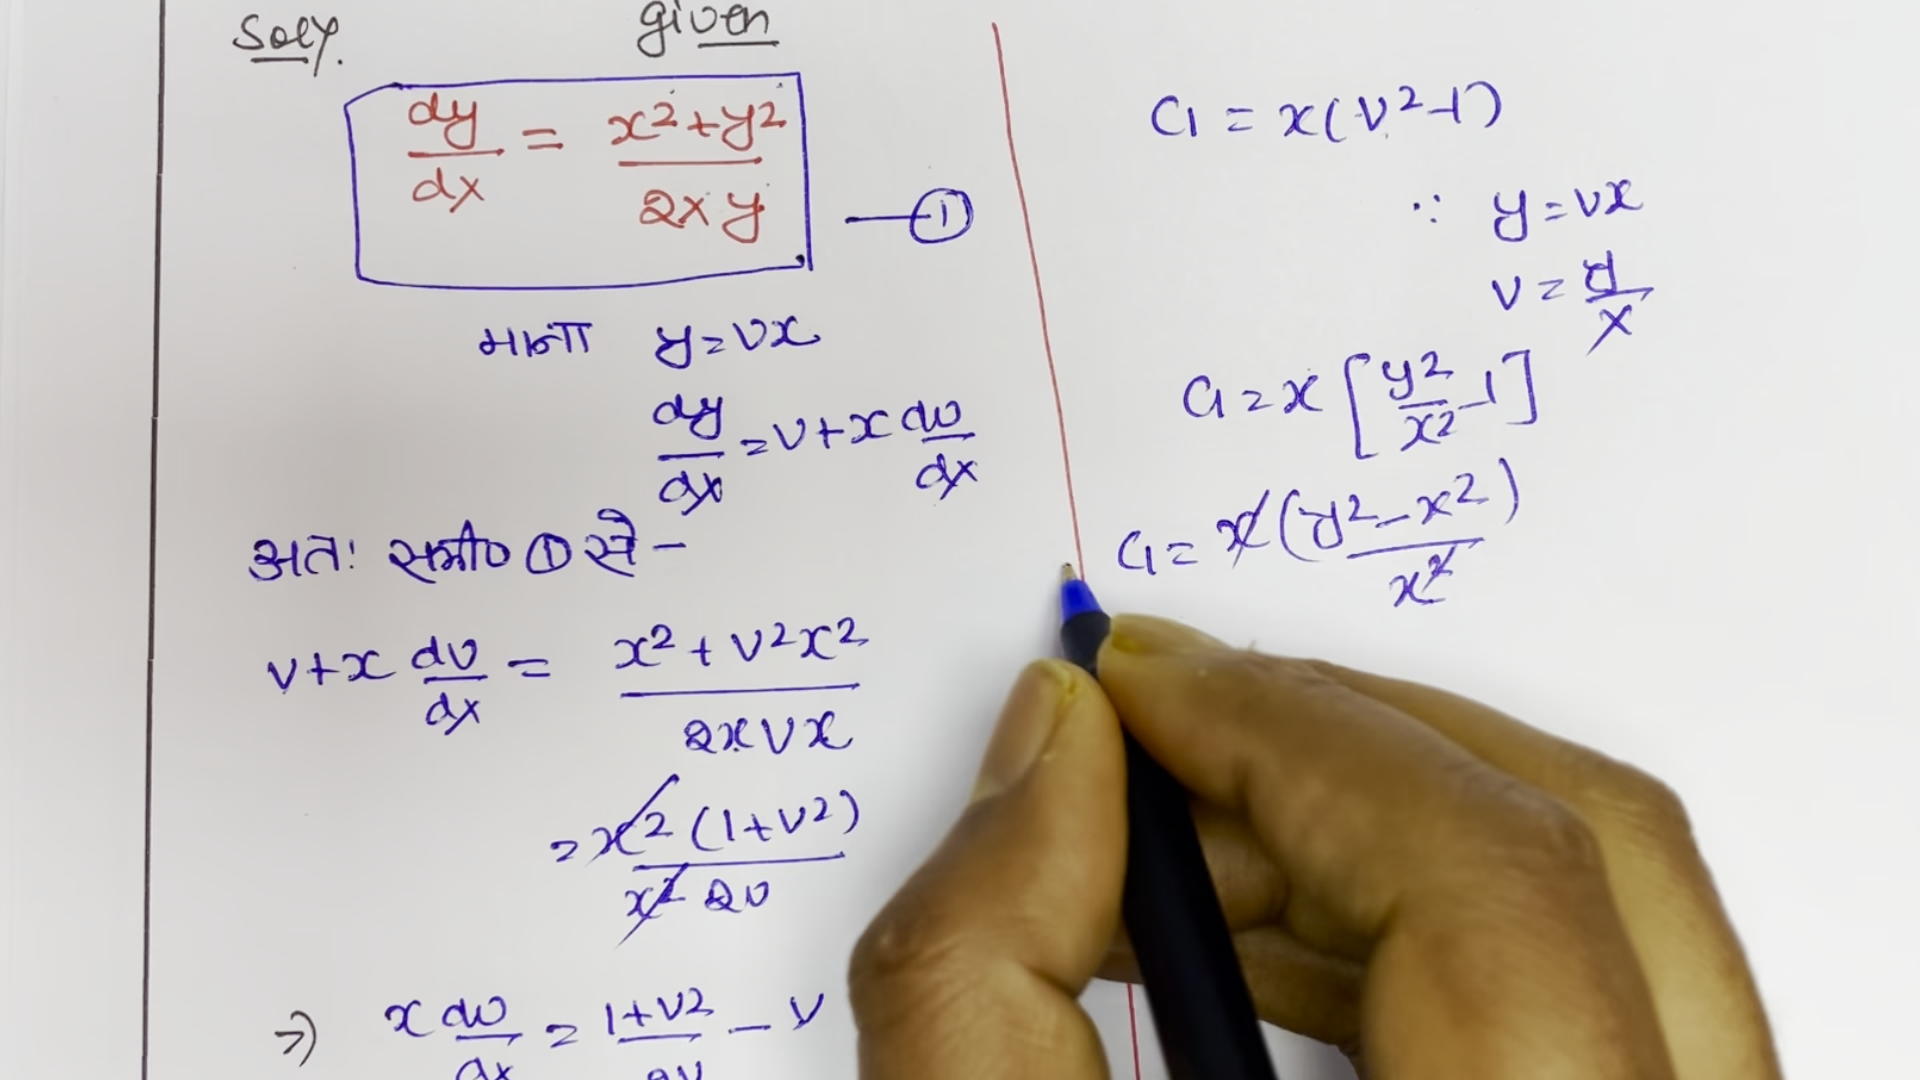 Soln.
given
dy/dx = x²+y²/2xy —①
माना y=vx
dy/dx = v+x dv/dx
अतः समी० ① से –
v+x dv/dx = x² + v²x²/2x vx
= x² (1+v²)/x² 2v
⇒) x dv/dx = 1+v²/2v – v
C₁ = x(v²-1)
∵ y=vx
v = y/x
C₁ = x [y²/x² -1]
C₁ = x(y²-x²)/x²